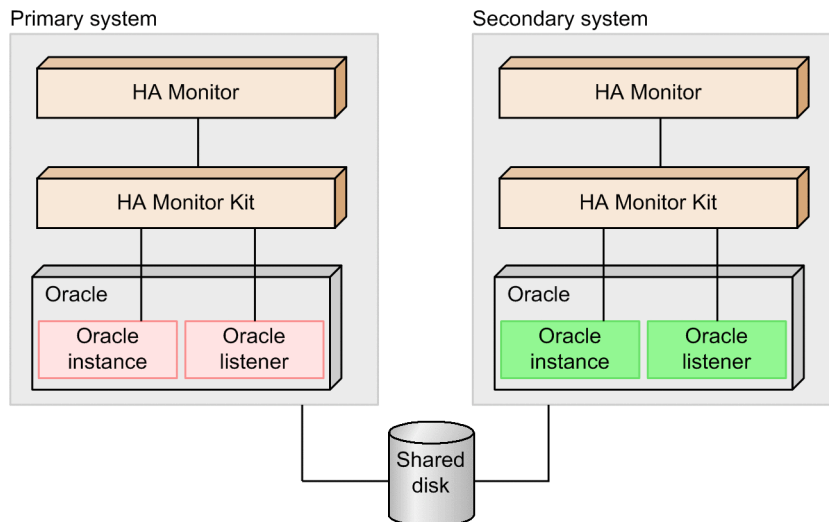 Primary system
HA Monitor
HA Monitor Kit
Oracle
Oracle
instance
Oracle
listener
Secondary system
HA Monitor
HA Monitor Kit
Oracle
Oracle
instance
Oracle
listener
Shared
disk